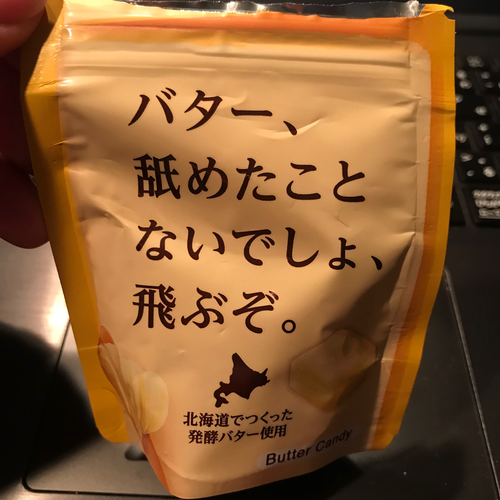 バター、
舐めたこと
ないでしょ、
飛ぶぞ。
北海道でつくった
発酵バター使用
Butter Candy